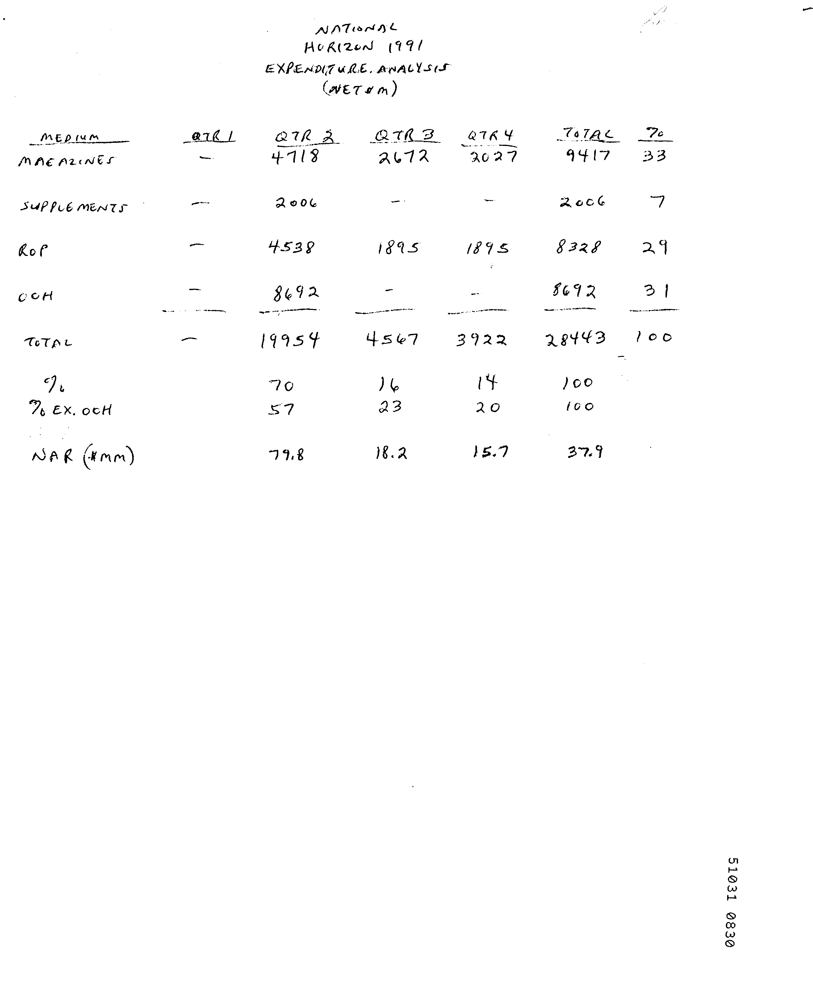 NATIONAL
HORIZON 1991
EXPENDITURE ANALYSIS
(NET $ M)
MEDIUM QTR 1 QTR 2 QTR 3 QTR 4 TOTAL %
MAGAZINES — 4718 2672 2027 9417 33
SUPPLEMENTS — 2006 — — 2006 7
ROP — 4538 1895 1895 8328 29
OOH — 8692 — — 8692 31
TOTAL — 19954 4567 3922 28443 100
% 70 16 14 100
% EX. OOH 57 23 20 100
NAR ($MM) 79.8 18.2 15.7 37.9
51031 0830